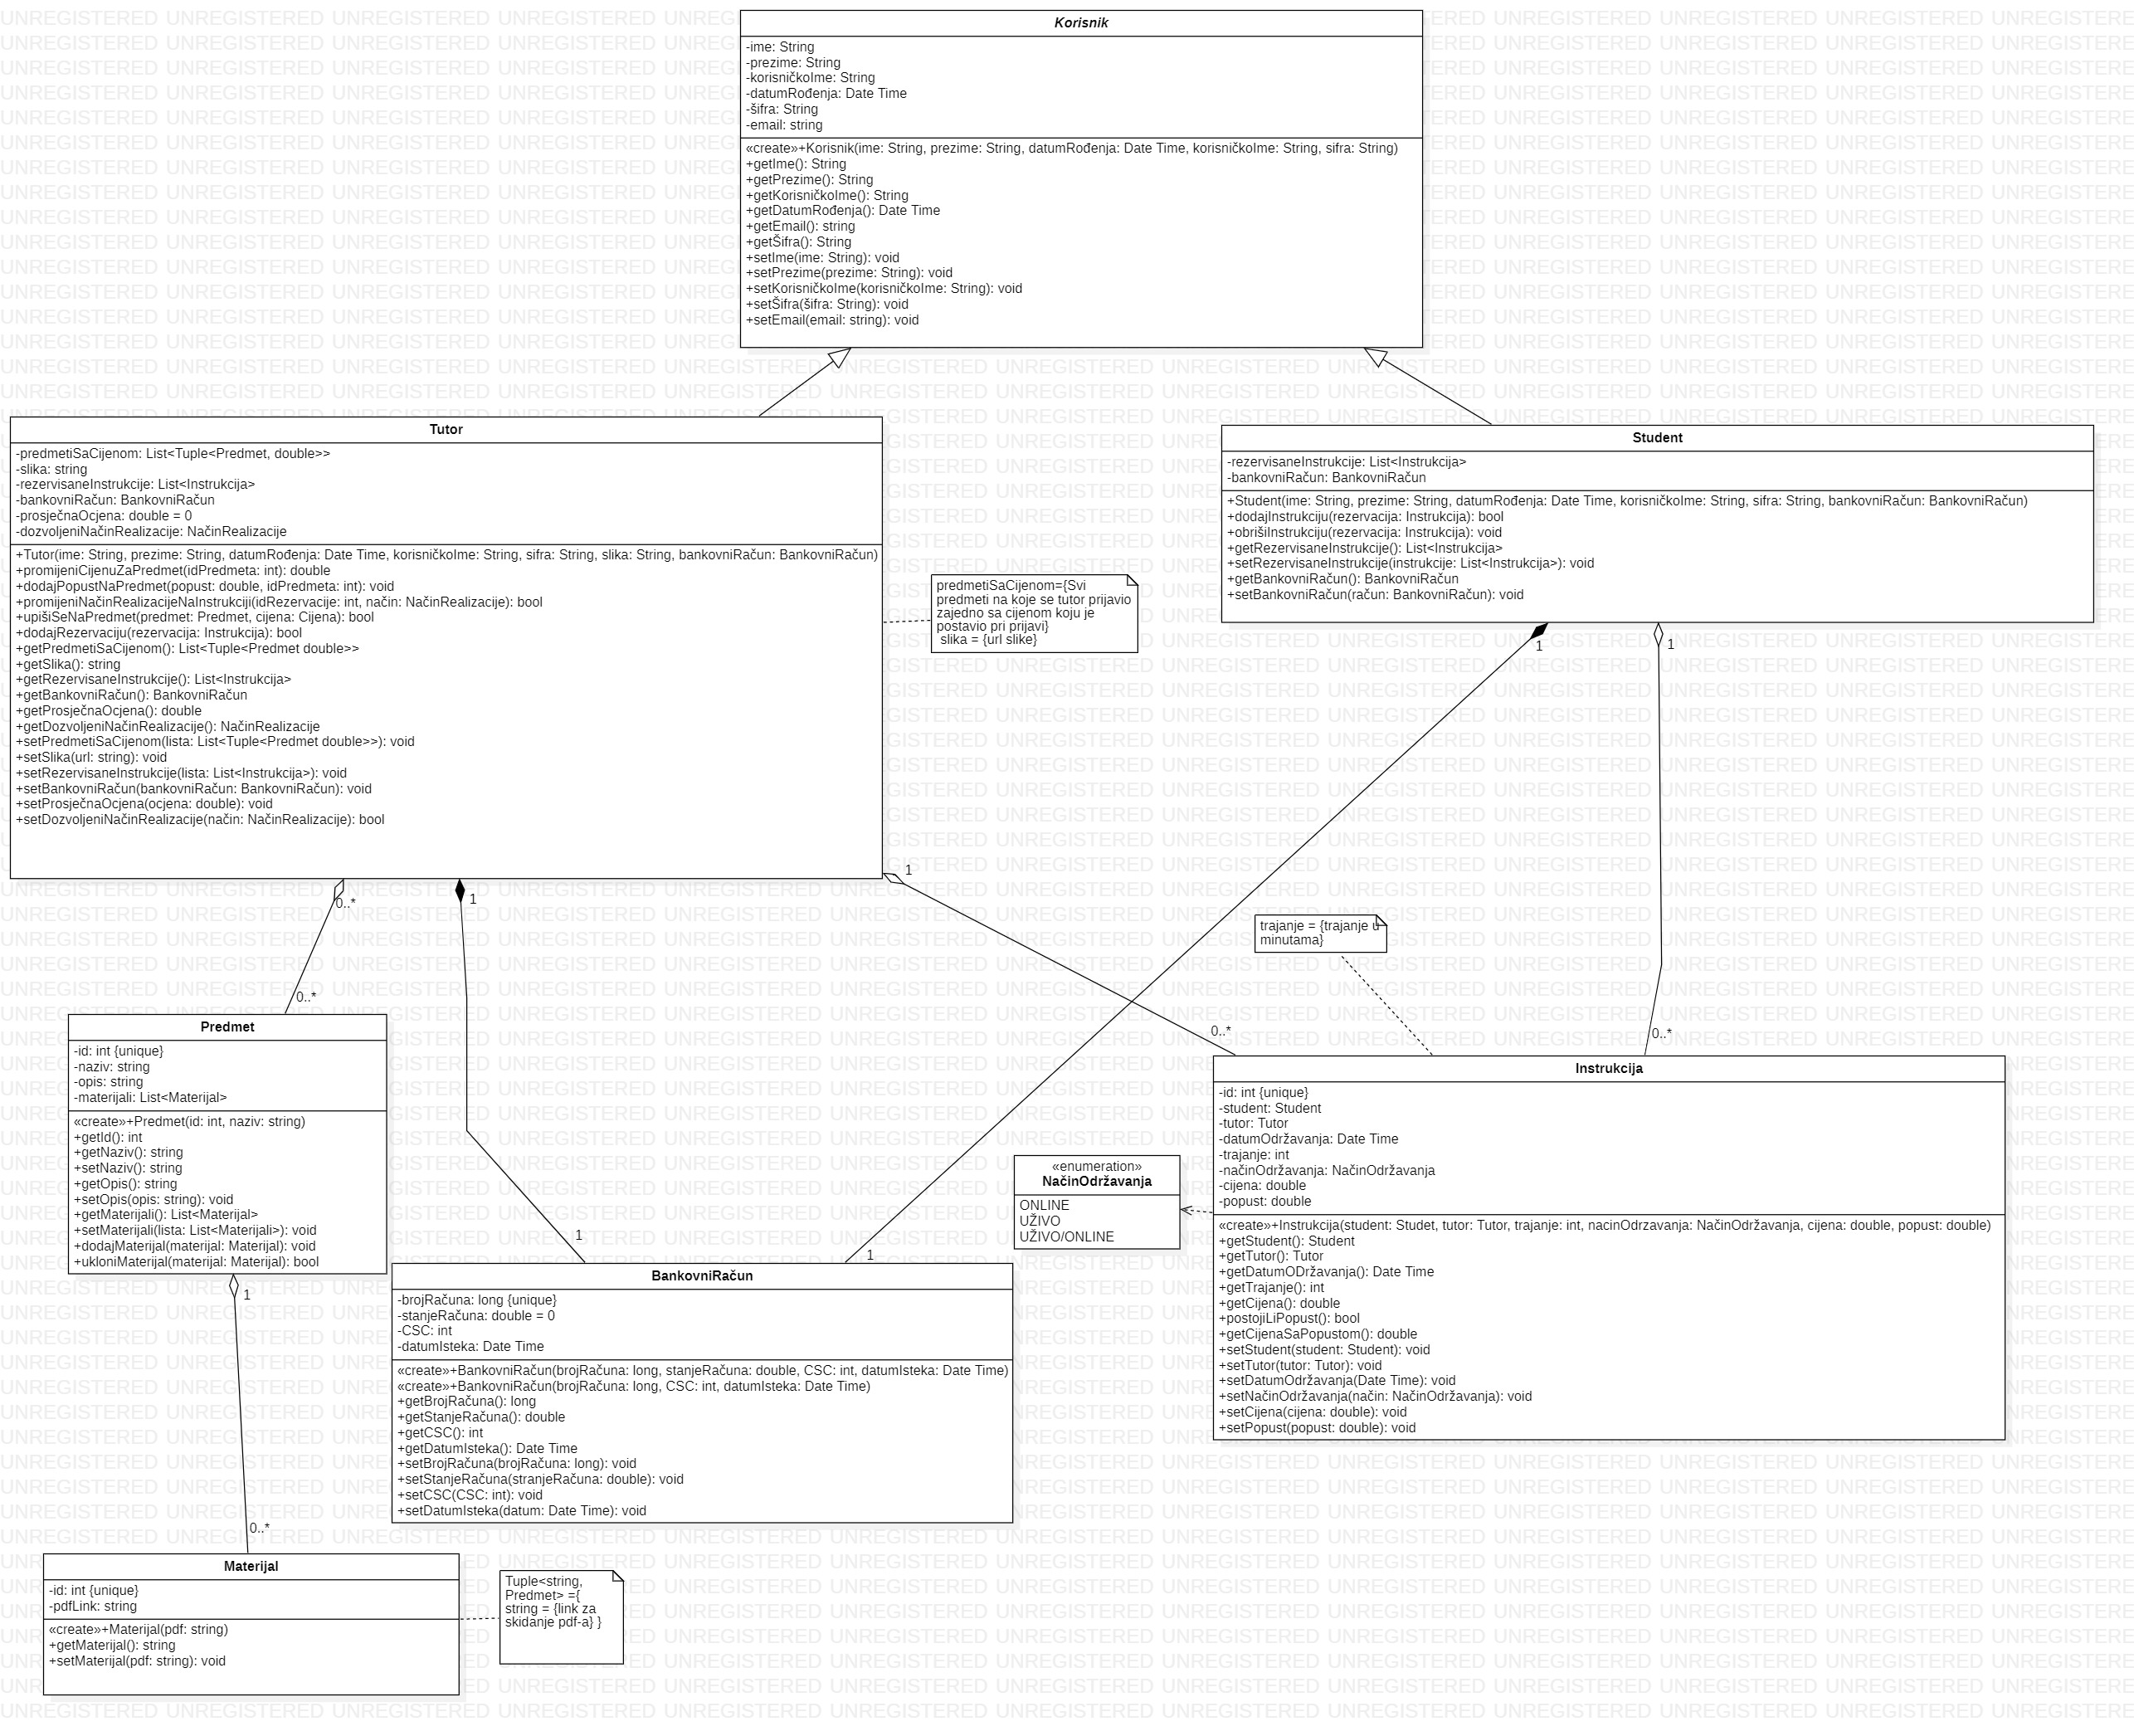 Korisnik
-ime: String
-prezime: String
-korisničkoIme: String
-datumRođenja: Date Time
-šifra: String
-email: string
«create»+Korisnik(ime: String, prezime: String, datumRođenja: Date Time, korisničkoIme: String, sifra: String)
+getIme(): String
+getPrezime(): String
+getKorisničkoIme(): String
+getDatumRođenja(): Date Time
+getEmail(): string
+getŠifra(): String
+setIme(ime: String): void
+setPrezime(prezime: String): void
+setKorisničkoIme(korisničkoIme: String): void
+setŠifra(šifra: String): void
+setEmail(email: string): void
Tutor
-predmetiSaCijenom: List<Tuple<Predmet, double>>
-slika: string
-rezervisaneInstrukcije: List<Instrukcija>
-bankovniRačun: BankovniRačun
-prosječnaOcjena: double = 0
-dozvoljeniNačinRealizacije: NačinRealizacije
+Tutor(ime: String, prezime: String, datumRođenja: Date Time, korisničkoIme: String, sifra: String, slika: String, bankovniRačun: BankovniRačun)
+promijeniCijenuZaPredmet(idPredmeta: int): double
+dodajPopustNaPredmet(popust: double, idPredmeta: int): void
+promijeniNačinRealizacijeNaInstrukciji(idRezervacije: int, način: NačinRealizacije): bool
+upišiSeNaPredmet(predmet: Predmet, cijena: Cijena): bool
+dodajRezervaciju(rezervacija: Instrukcija): bool
+getPredmetiSaCijenom(): List<Tuple<Predmet double>>
+getSlika(): string
+getRezervisaneInstrukcije(): List<Instrukcija>
+getBankovniRačun(): BankovniRačun
+getProsječnaOcjena(): double
+getDozvoljeniNačinRealizacije(): NačinRealizacije
+setPredmetiSaCijenom(lista: List<Tuple<Predmet double>>): void
+setSlika(url: string): void
+setRezervisaneInstrukcije(lista: List<Instrukcija>): void
+setBankovniRačun(bankovniRačun: BankovniRačun): void
+setProsječnaOcjena(ocjena: double): void
+setDozvoljeniNačinRealizacije(način: NačinRealizacije): bool
predmetiSaCijenom={Svi
predmeti na koje se tutor prijavio
zajedno sa cijenom koju je
postavio pri prijavi}
slika = {url slike}
Student
-rezervisaneInstrukcije: List<Instrukcija>
-bankovniRačun: BankovniRačun
+Student(ime: String, prezime: String, datumRođenja: Date Time, korisničkoIme: String, sifra: String, bankovniRačun: BankovniRačun)
+dodajInstrukciju(rezervacija: Instrukcija): bool
+obrišiInstrukciju(rezervacija: Instrukcija): void
+getRezervisaneInstrukcije(): List<Instrukcija>
+setRezervisaneInstrukcije(instrukcije: List<Instrukcija>): void
+getBankovniRačun(): BankovniRačun
+setBankovniRačun(račun: BankovniRačun): void
1
1
1
0..*
1
trajanje = {trajanje u
minutama}
0..*
0..*
0..*
Predmet
-id: int {unique}
-naziv: string
-opis: string
-materijali: List<Materijal>
«create»+Predmet(id: int, naziv: string)
+getId(): int
+getNaziv(): string
+setNaziv(): string
+getOpis(): string
+setOpis(opis: string): void
+getMaterijali(): List<Materijal>
+setMaterijali(lista: List<Materijali>): void
+dodajMaterijal(materijal: Materijal): void
+ukloniMaterijal(materijal: Materijal): bool
Instrukcija
-id: int {unique}
-student: Student
-tutor: Tutor
-datumOdržavanja: Date Time
-trajanje: int
-načinOdržavanja: NačinOdržavanja
-cijena: double
-popust: double
«create»+Instrukcija(student: Studet, tutor: Tutor, trajanje: int, nacinOdrzavanja: NačinOdržavanja, cijena: double, popust: double)
+getStudent(): Student
+getTutor(): Tutor
+getDatumODržavanja(): Date Time
+getTrajanje(): int
+getCijena(): double
+postojiLiPopust(): bool
+getCijenaSaPopustom(): double
+setStudent(student: Student): void
+setTutor(tutor: Tutor): void
+setDatumOdržavanja(Date Time): void
+setNačinOdržavanja(način: NačinOdržavanja): void
+setCijena(cijena: double): void
+setPopust(popust: double): void
«enumeration»
NačinOdržavanja
ONLINE
UŽIVO
UŽIVO/ONLINE
1
1
BankovniRačun
-brojRačuna: long {unique}
-stanjeRačuna: double = 0
-CSC: int
-datumIsteka: Date Time
«create»+BankovniRačun(brojRačuna: long, stanjeRačuna: double, CSC: int, datumIsteka: Date Time)
«create»+BankovniRačun(brojRačuna: long, CSC: int, datumIsteka: Date Time)
+getBrojRačuna(): long
+getStanjeRačuna(): double
+getCSC(): int
+getDatumIsteka(): Date Time
+setBrojRačuna(brojRačuna: long): void
+setStanjeRačuna(stranjeRačuna: double): void
+setCSC(CSC: int): void
+setDatumIsteka(datum: Date Time): void
1
0..*
Materijal
-id: int {unique}
-pdfLink: string
«create»+Materijal(pdf: string)
+getMaterijal(): string
+setMaterijal(pdf: string): void
Tuple<string,
Predmet> ={
string = {link za
skidanje pdf-a} }